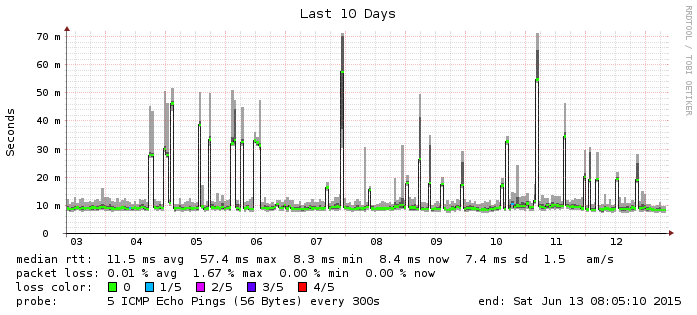 Last 10 Days
RRDTOOL / TOBI OETIKER
Seconds
70 m
60 m
50 m
40 m
30 m
20 m
10 m
0
03 04 05 06 07 08 09 10 11 12
median rtt: 11.5 ms avg 57.4 ms max 8.3 ms min 8.4 ms now 7.4 ms sd 1.5 am/s
packet loss: 0.01 % avg 1.67 % max 0.00 % min 0.00 % now
loss color: 0 1/5 2/5 3/5 4/5
probe: 5 ICMP Echo Pings (56 Bytes) every 300s end: Sat Jun 13 08:05:10 2015